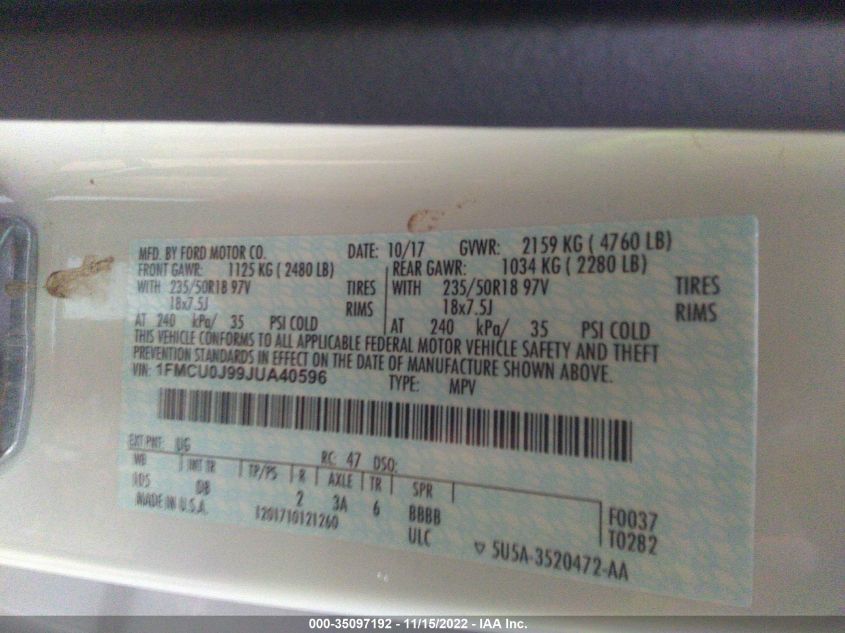 MFD. BY FORD MOTOR CO. DATE: 10/17 GVWR: 2159 KG ( 4760 LB)
FRONT GAWR: 1125 KG ( 2480 LB) REAR GAWR: 1034 KG ( 2280 LB)
WITH 235/50R18 97V TIRES WITH 235/50R18 97V TIRES
18x7.5J RIMS 18x7.5J RIMS
AT 240 kPa/ 35 PSI COLD AT 240 kPa/ 35 PSI COLD
THIS VEHICLE CONFORMS TO ALL APPLICABLE FEDERAL MOTOR VEHICLE SAFETY AND THEFT
PREVENTION STANDARDS IN EFFECT ON THE DATE OF MANUFACTURE SHOWN ABOVE.
VIN: 1FMCU0J99JUA40596 TYPE: MPV
EXT PNT: UG RC: 47 DSO:
WB INT TR TP/PS R AXLE TR SPR
105 DB 2 3A 6 BBBB F0037
MADE IN U.S.A. 1201710121260 ULC T0282
5U5A-3520472-AA
000-35097192 - 11/15/2022 - IAA Inc.